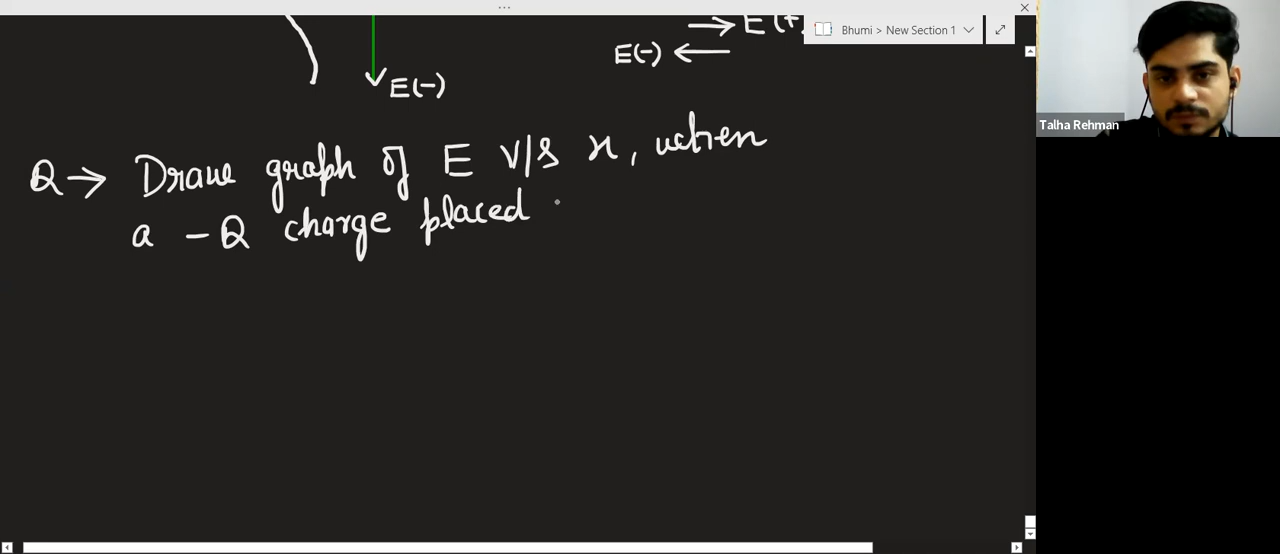 E (+)
Bhumi > New Section 1
E(-)
E(-)
Talha Rehman
Q → Draw graph of E V/S x, when
a - Q charge placed